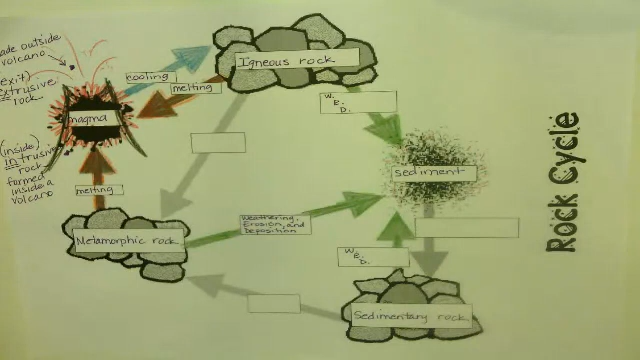 ade outside
volcano
(exit)
extrusive
rock
magma
(inside)
intrusive
rock
formed
inside a
volcano
cooling
melting
melting
Igneous rock
W.
E.
D.
sediment
Weathering,
Erosion, and
Deposition
Metamorphic rock
W.
E.
D.
Sedimentary rock
Rock Cycle